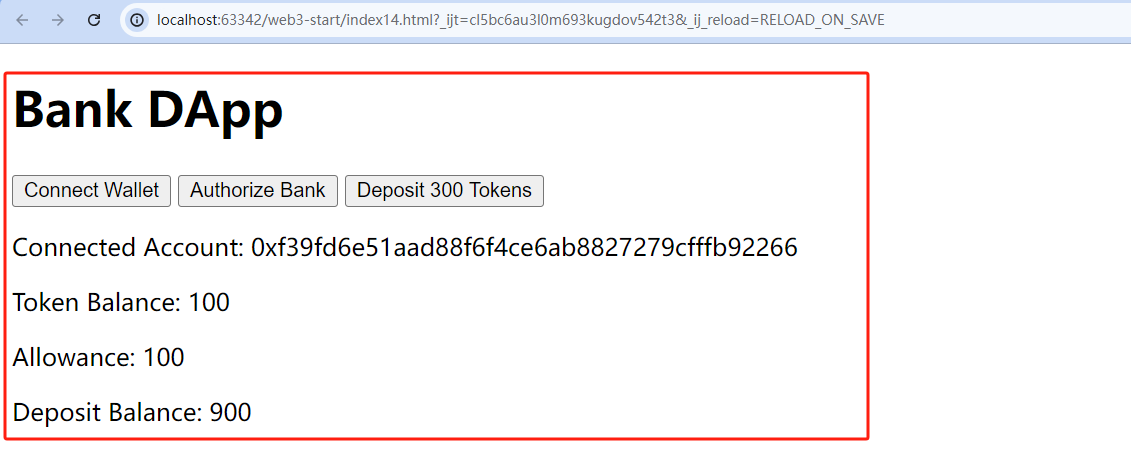 localhost:63342/web3-start/index14.html?_ijt=cl5bc6au3l0m693kugdov542t3&_ij_reload=RELOAD_ON_SAVE
Bank DApp
Connect Wallet Authorize Bank Deposit 300 Tokens
Connected Account: 0xf39fd6e51aad88f6f4ce6ab8827279cfffb92266
Token Balance: 100
Allowance: 100
Deposit Balance: 900